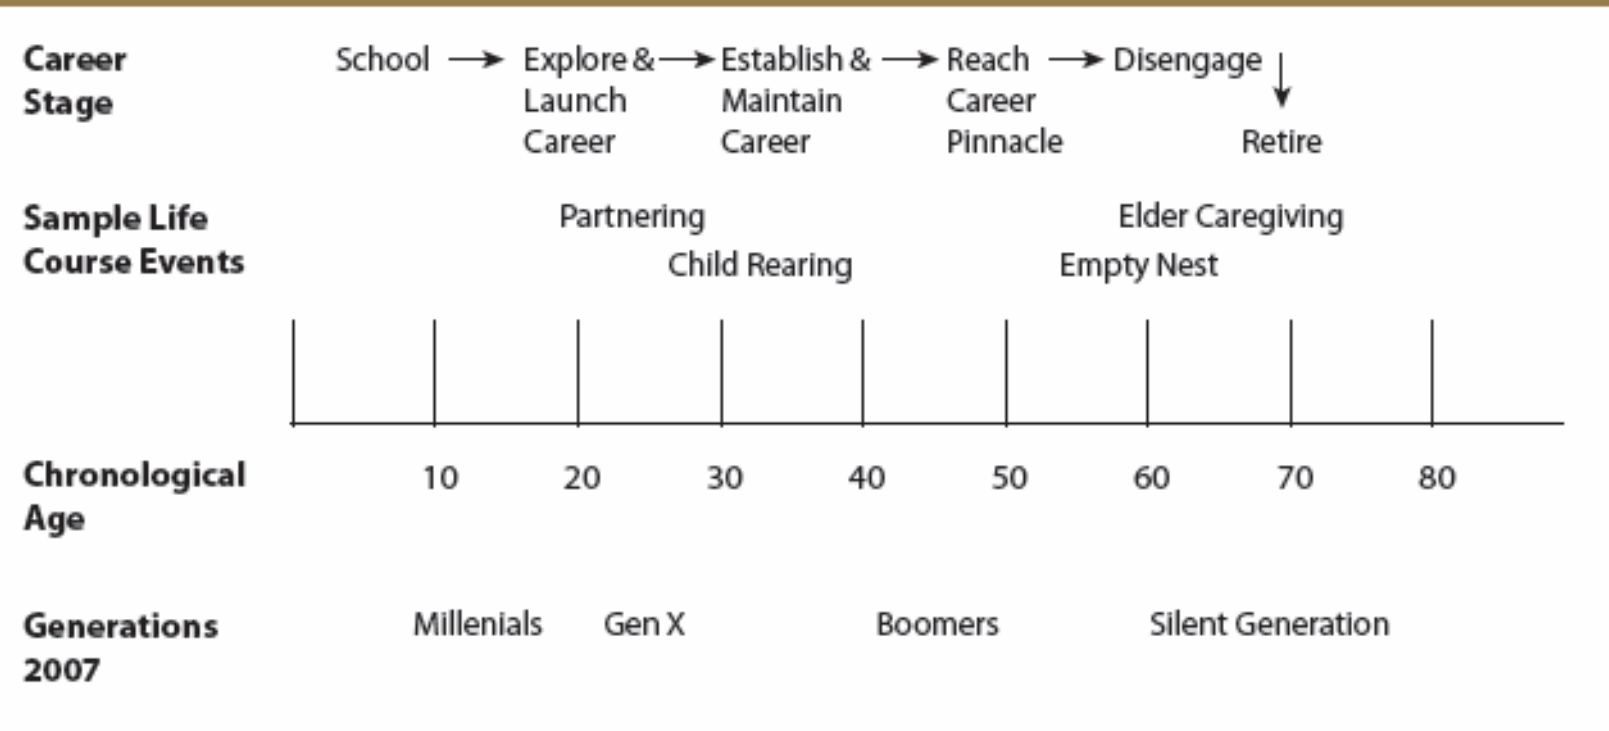 Career Stage
School Explore & Establish & Reach Disengage
Launch Maintain Career
Career Career Pinnacle Retire
Sample Life Partnering Elder Caregiving
Course Events Child Rearing Empty Nest
Chronological Age
10 20 30 40 50 60 70 80
Generations 2007
Millenials Gen X Boomers Silent Generation